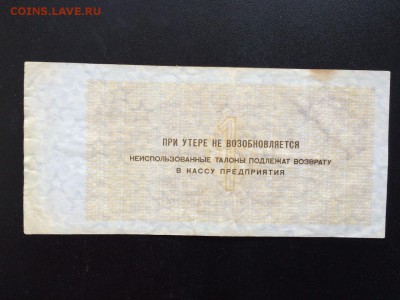 COINS.LAVE.RU
1
ПРИ УТЕРЕ НЕ ВОЗОБНОВЛЯЕТСЯ
НЕИСПОЛЬЗОВАННЫЕ ТАЛОНЫ ПОДЛЕЖАТ ВОЗВРАТУ
В КАССУ ПРЕДПРИЯТИЯ